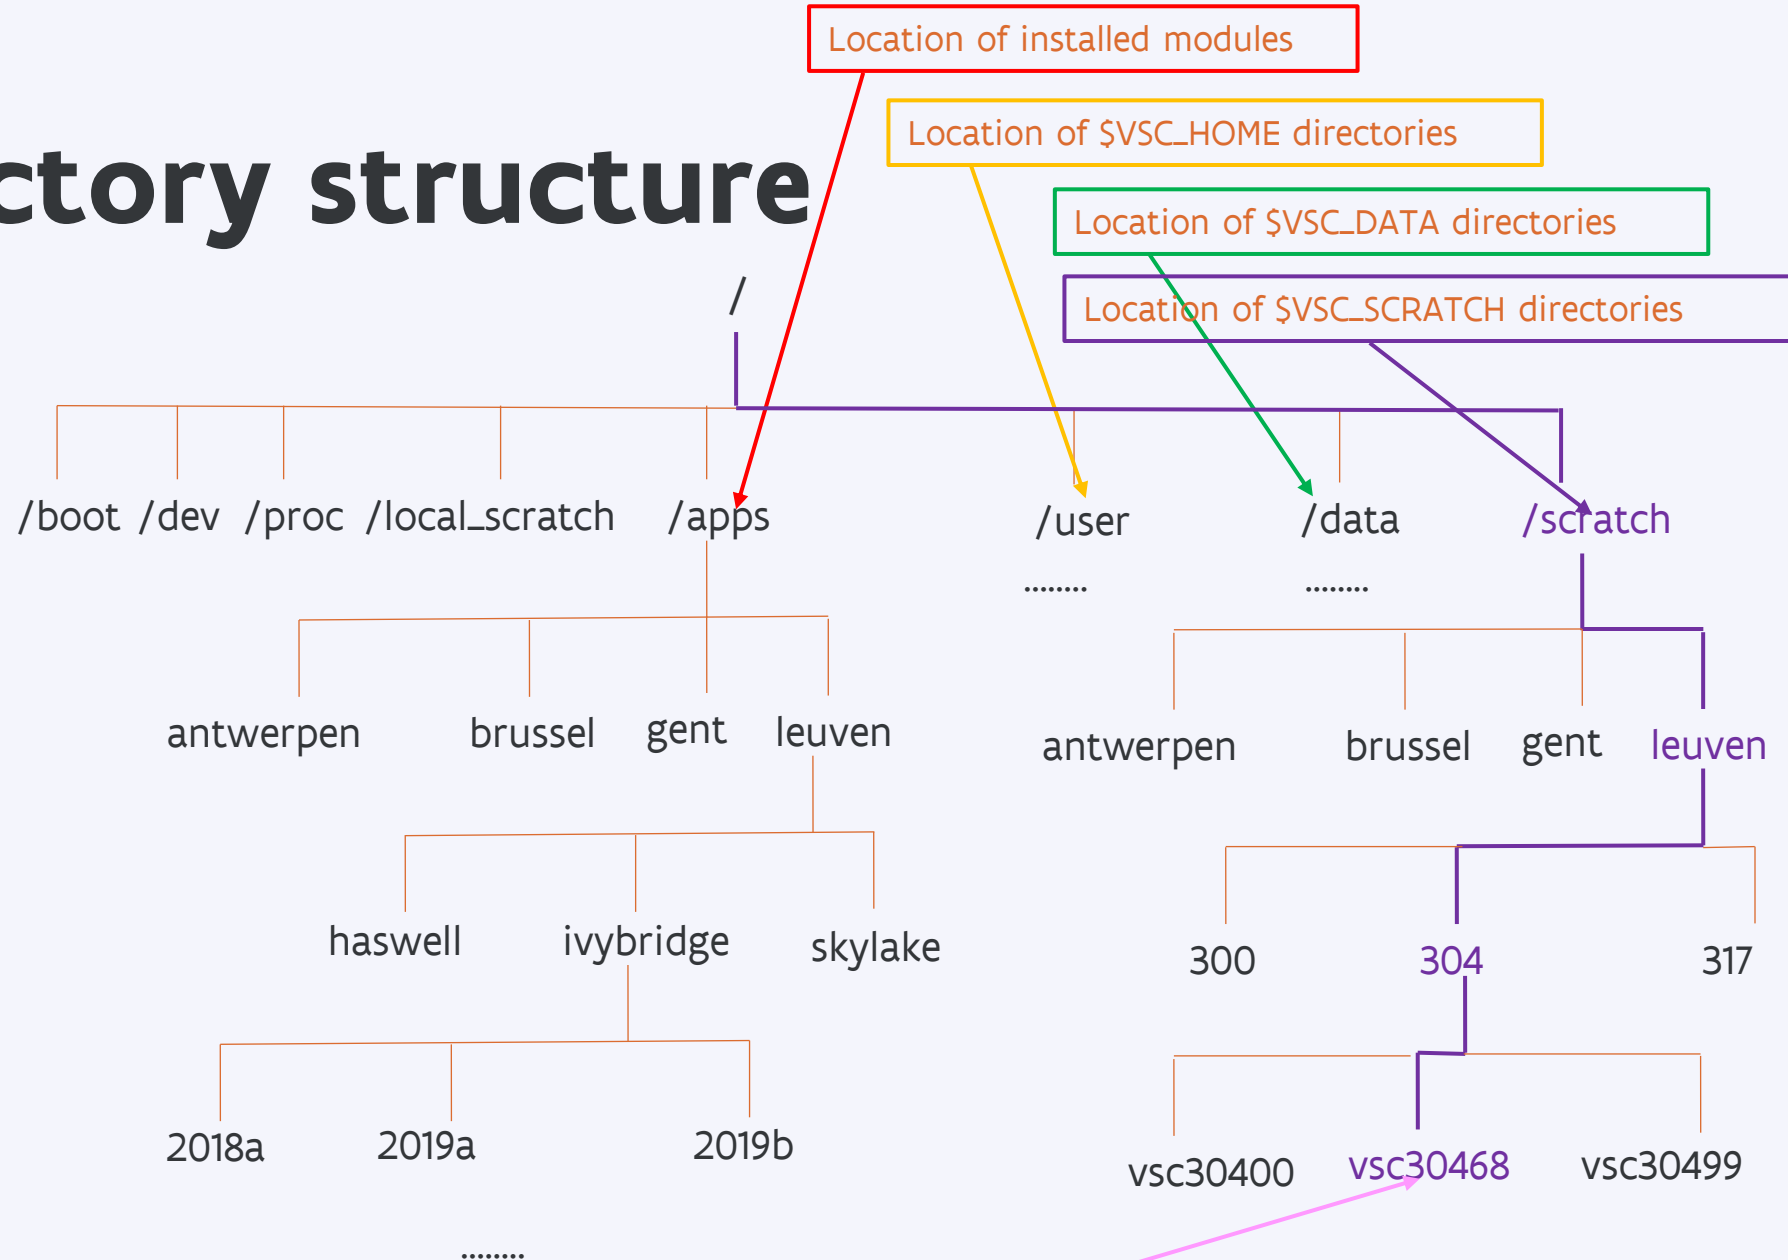 Location of installed modules
Location of $VSC_HOME directories
ctory structure
Location of $VSC_DATA directories
/
Location of $VSC_SCRATCH directories
/boot /dev /proc /local_scratch /apps /user /data /scratch
........ ........
antwerpen brussel gent leuven antwerpen brussel gent leuven
haswell ivybridge skylake 300 304 317
2018a 2019a 2019b vsc30400 vsc30468 vsc30499
........